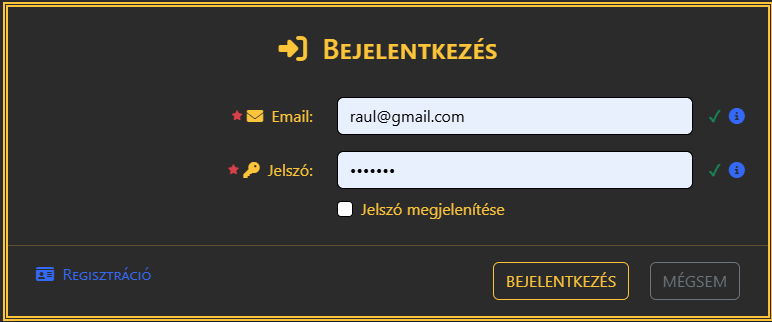 Bejelentkezés
Email: raul@gmail.com
Jelszó: •••••••
Jelszó megjelenítése
Regisztráció BEJELENTKEZÉS MÉGSEM